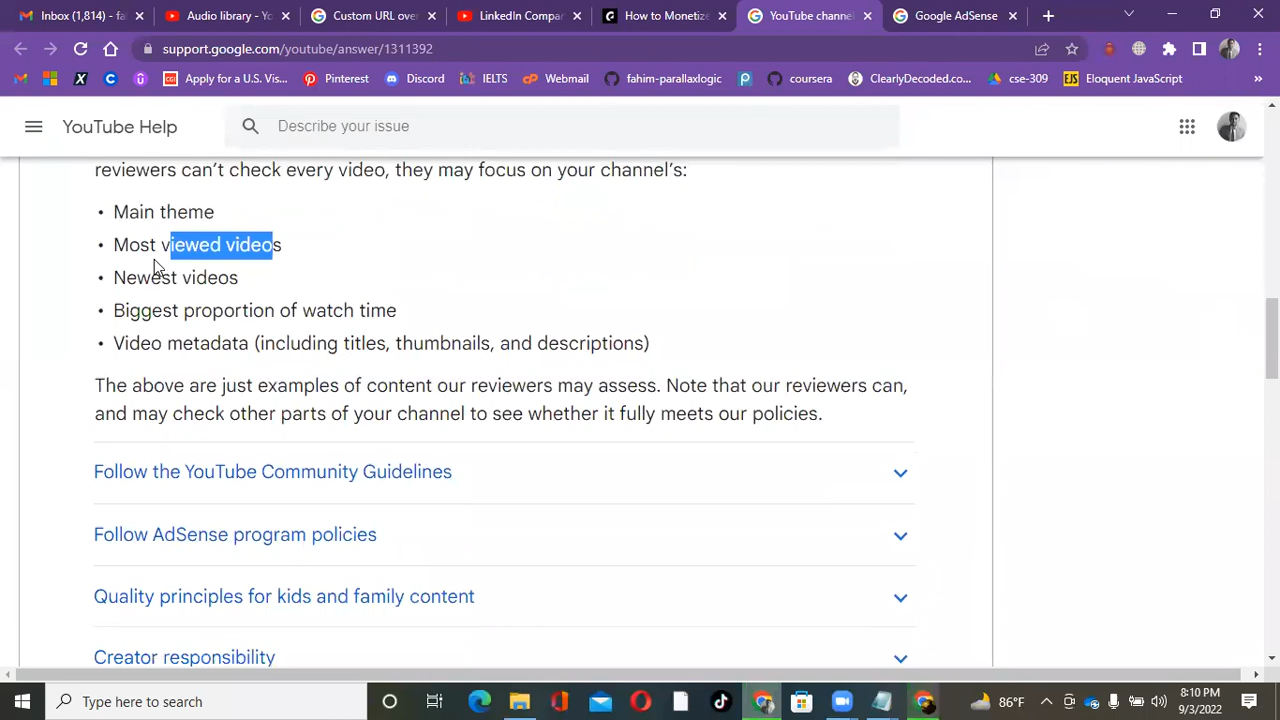 Inbox (1,814) - fa
Audio library - Yo
Custom URL over
LinkedIn Compar
How to Monetize
YouTube channel
Google AdSense
support.google.com/youtube/answer/1311392
Apply for a U.S. Vis...
Pinterest
Discord
IELTS
Webmail
fahim-parallaxlogic
coursera
ClearlyDecoded.co...
cse-309
EJS
Eloquent JavaScript
»
YouTube Help
Describe your issue
reviewers can't check every video, they may focus on your channel's:
• Main theme
• Most viewed videos
• Newest videos
• Biggest proportion of watch time
• Video metadata (including titles, thumbnails, and descriptions)
The above are just examples of content our reviewers may assess. Note that our reviewers can,
and may check other parts of your channel to see whether it fully meets our policies.
Follow the YouTube Community Guidelines
Follow AdSense program policies
Quality principles for kids and family content
Creator responsibility
Type here to search
86°F
8:10 PM
9/3/2022